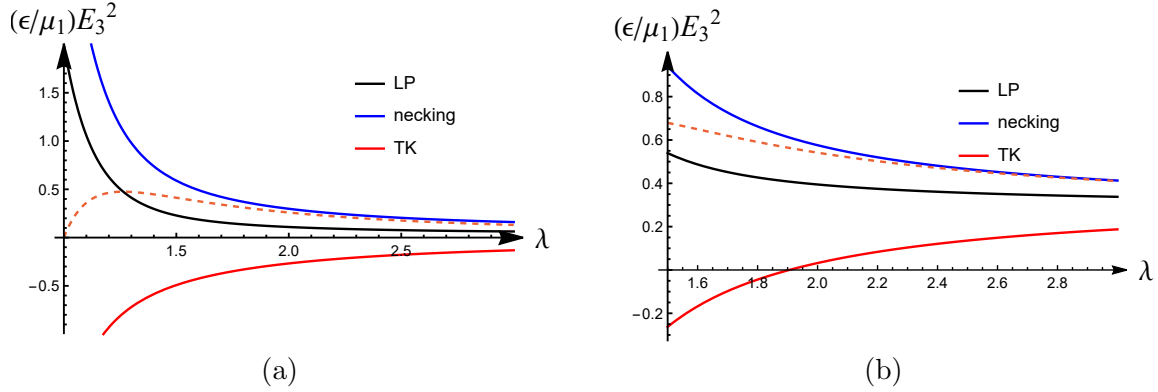 (ϵ/μ₁)E₃²
1.5
1.0
0.5
−0.5
1.5
2.0
2.5
λ
LP
necking
TK
(a)
(ϵ/μ₁)E₃²
0.8
0.6
0.4
0.2
−0.2
1.6
1.8
2.0
2.2
2.4
2.6
2.8
λ
LP
necking
TK
(b)